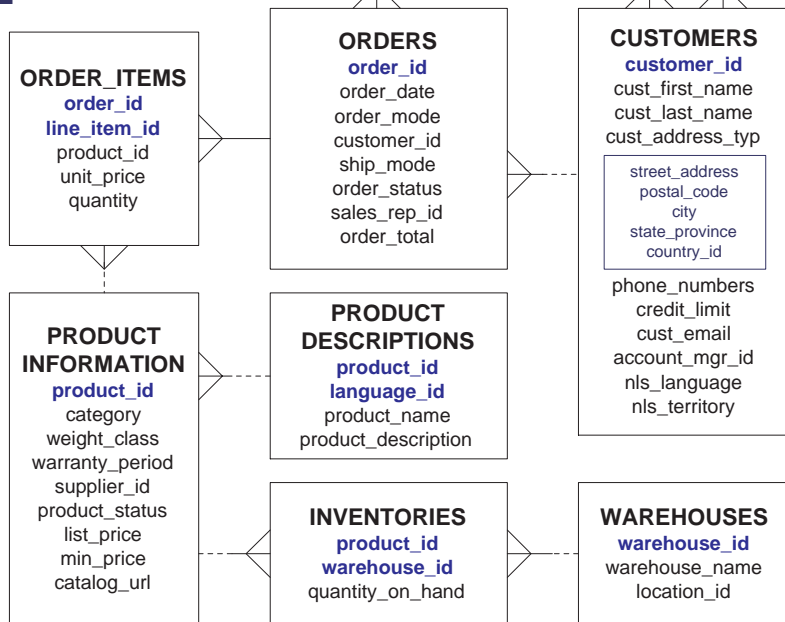 ORDER_ITEMS
order_id
line_item_id
product_id
unit_price
quantity
ORDERS
order_id
order_date
order_mode
customer_id
ship_mode
order_status
sales_rep_id
order_total
CUSTOMERS
customer_id
cust_first_name
cust_last_name
cust_address_typ
street_address
postal_code
city
state_province
country_id
phone_numbers
credit_limit
cust_email
account_mgr_id
nls_language
nls_territory
PRODUCT
INFORMATION
product_id
category
weight_class
warranty_period
supplier_id
product_status
list_price
min_price
catalog_url
PRODUCT
DESCRIPTIONS
product_id
language_id
product_name
product_description
INVENTORIES
product_id
warehouse_id
quantity_on_hand
WAREHOUSES
warehouse_id
warehouse_name
location_id